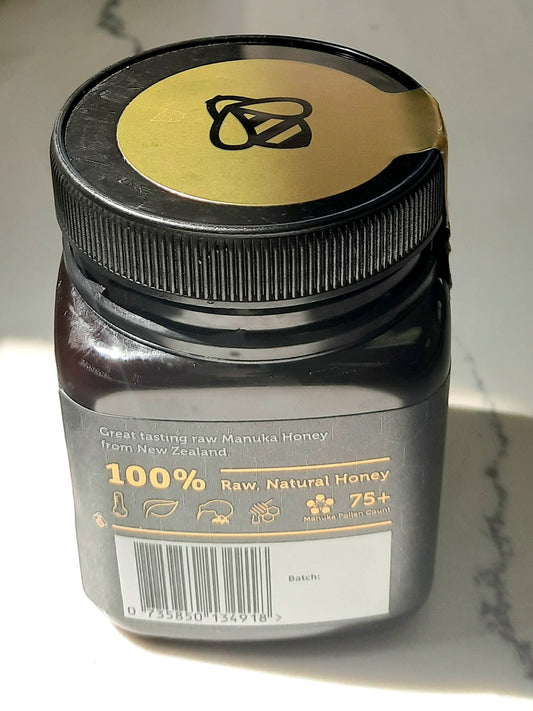 Great tasting raw Manuka Honey
from New Zealand.
100% Raw, Natural Honey
75+
Manuka Pollen Count
Batch:
0 735850 134918 >